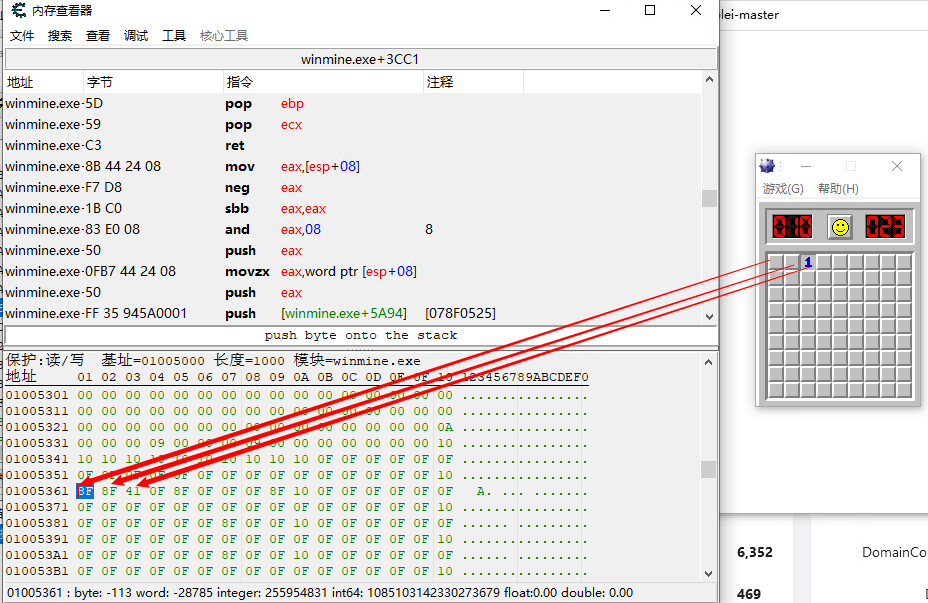 内存查看器
文件 搜索 查看 调试 工具 核心工具
winmine.exe+3CC1
地址 字节 指令 注释
winmine.exe-5D pop ebp
winmine.exe-59 pop ecx
winmine.exe-C3 ret
winmine.exe-8B 44 24 08 mov eax,[esp+08]
winmine.exe-F7 D8 neg eax
winmine.exe-1B C0 sbb eax,eax
winmine.exe-83 E0 08 and eax,08 8
winmine.exe-50 push eax
winmine.exe-0FB7 44 24 08 movzx eax,word ptr [esp+08]
winmine.exe-50 push eax
winmine.exe-FF 35 945A0001 push [winmine.exe+5A94] [078F0525]
push byte onto the stack
保护:读/写 基址=01005000 长度=1000 模块=winmine.exe
地址 01 02 03 04 05 06 07 08 09 0A 0B 0C 0D 0E 0F 10 123456789ABCDEF0
01005301 00 00 00 00 00 00 00 00 00 00 00 00 00 00 00 00 ................
01005311 00 00 00 00 00 00 00 00 00 00 00 00 00 00 00 00 ................
01005321 00 00 00 00 00 00 00 00 00 00 00 00 00 00 00 0A ................
01005331 00 00 00 09 00 00 00 09 00 00 00 00 00 00 00 10 ................
01005341 10 10 10 10 10 10 10 10 10 10 0F 0F 0F 0F 0F 0F ................
01005351 0F 0F 0F 0F 0F 0F 0F 0F 0F 0F 0F 0F 0F 0F 0F 10 ................
01005361 8F 8F 41 0F 8F 0F 0F 0F 8F 10 0F 0F 0F 0F 0F 0F A. ... .......
01005371 0F 0F 0F 0F 0F 0F 0F 0F 0F 0F 0F 0F 0F 0F 0F 10 ................
01005381 0F 0F 0F 0F 0F 0F 8F 0F 0F 10 0F 0F 0F 0F 0F 0F ...... .........
01005391 0F 0F 0F 0F 0F 0F 0F 0F 0F 0F 0F 0F 0F 0F 0F 10 ................
010053A1 0F 0F 0F 0F 0F 0F 8F 0F 0F 10 0F 0F 0F 0F 0F 0F ...... .........
010053B1 0F 0F 0F 0F 0F 0F 0F 0F 0F 0F 0F 0F 0F 0F 0F 10 ................
01005361 : byte: -113 word: -28785 integer: 255954831 int64: 1085103142330273679 float:0.00 double: 0.00
lei-master
游戏(G) 帮助(H)
010 023
1
6,352 DomainCo
469